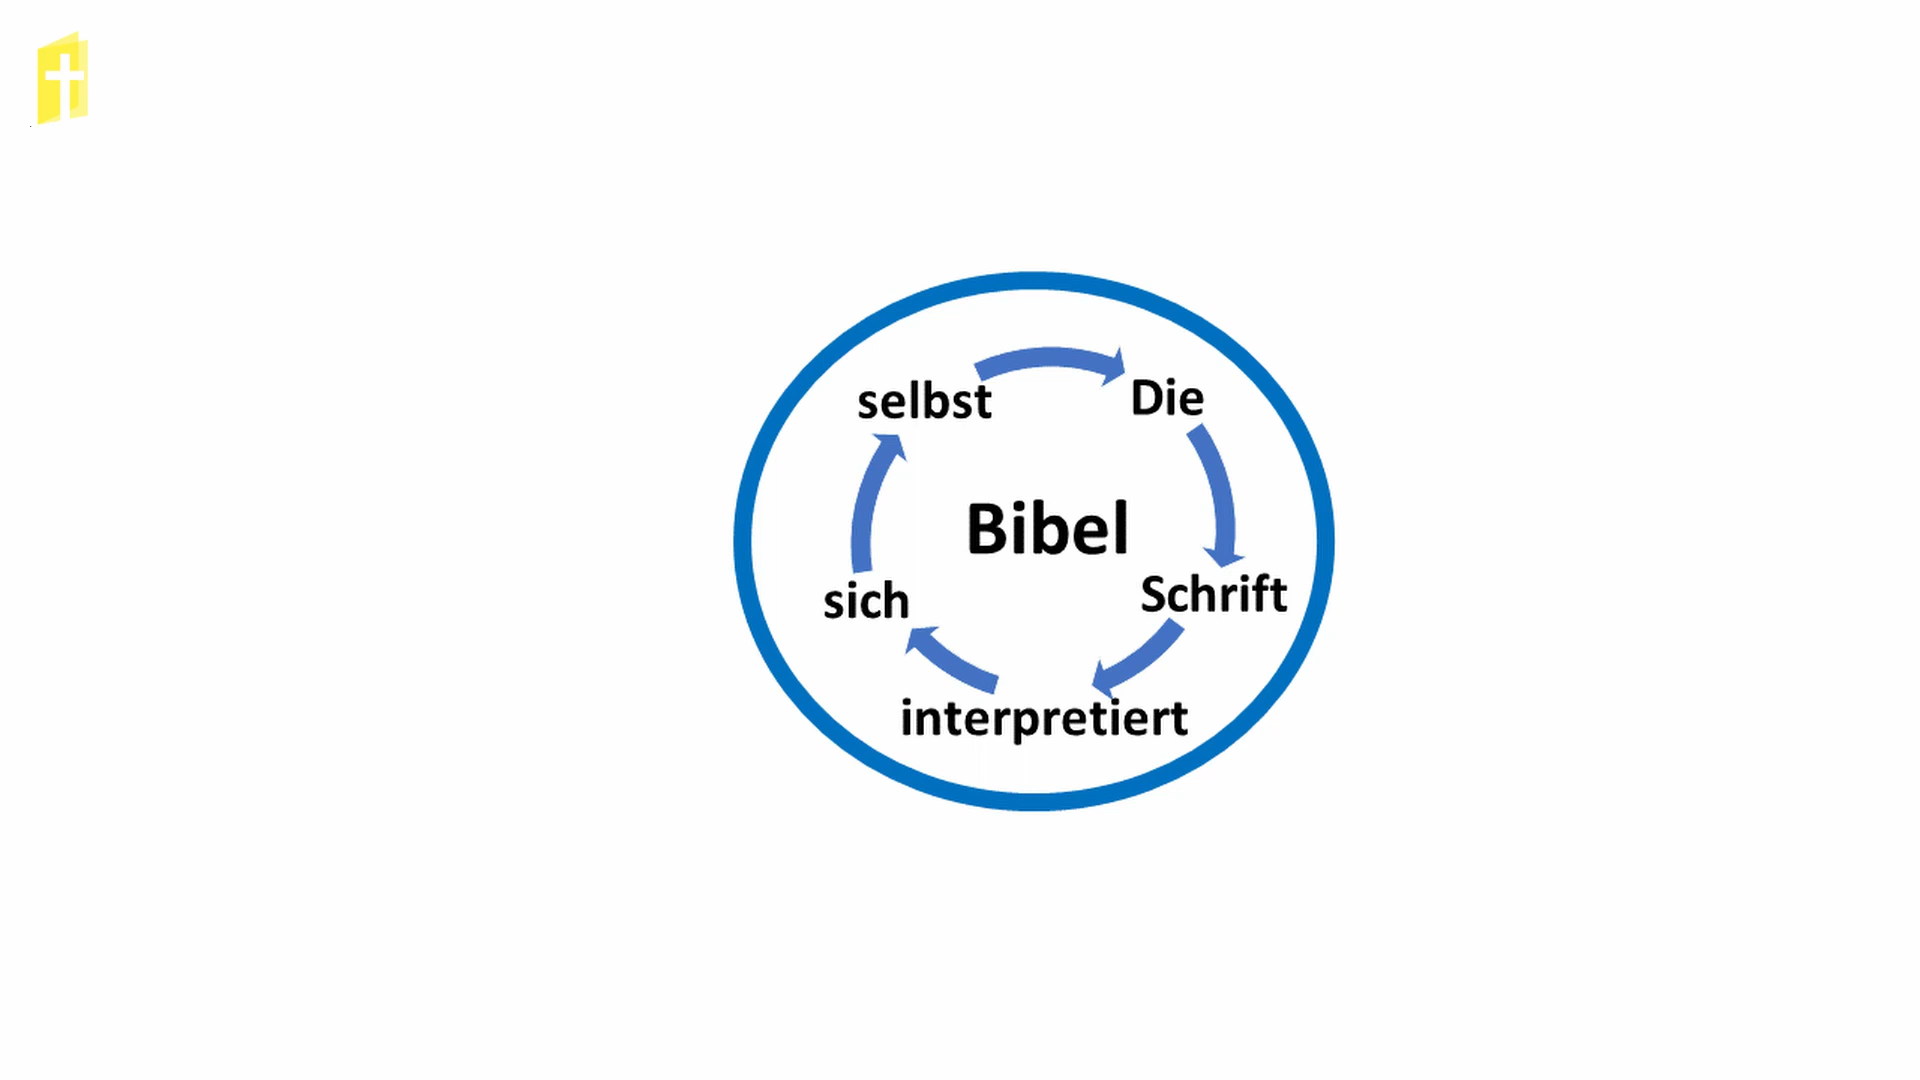 selbst
Die
Bibel
sich
Schrift
interpretiert